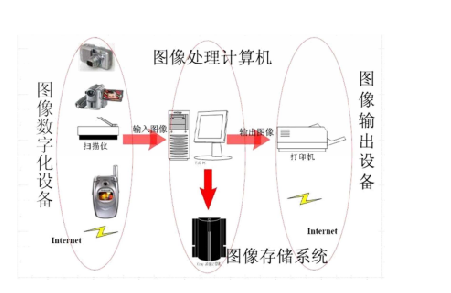 图像处理计算机
图像数字化设备
图像输出设备
输入图像
输出图像
扫描仪
打印机
Internet
Internet
图像存储系统